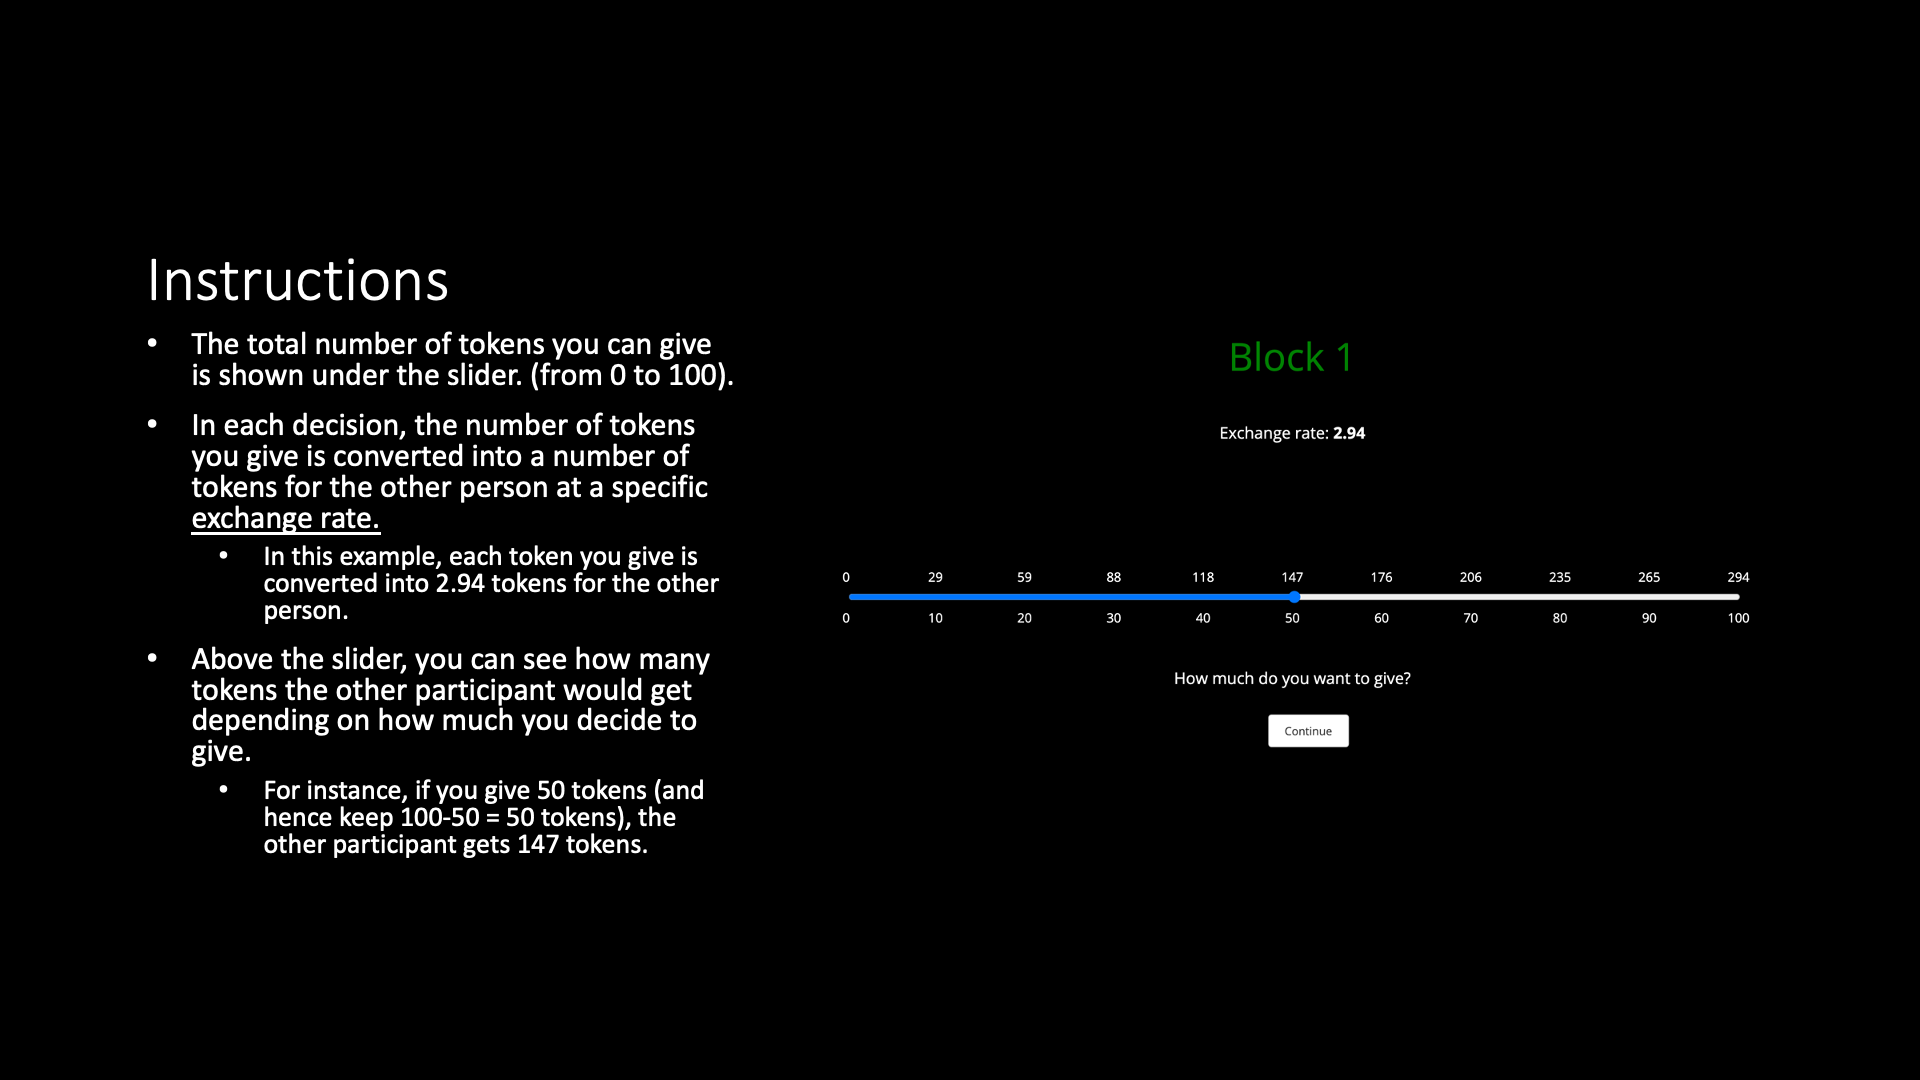 Instructions
• The total number of tokens you can give
is shown under the slider. (from 0 to 100).
• In each decision, the number of tokens
you give is converted into a number of
tokens for the other person at a specific
exchange rate.
• In this example, each token you give is
converted into 2.94 tokens for the other
person.
• Above the slider, you can see how many
tokens the other participant would get
depending on how much you decide to
give.
• For instance, if you give 50 tokens (and
hence keep 100-50 = 50 tokens), the
other participant gets 147 tokens.
Block 1
Exchange rate: 2.94
0 29 59 88 118 147 176 206 235 265 294
0 10 20 30 40 50 60 70 80 90 100
How much do you want to give?
Continue